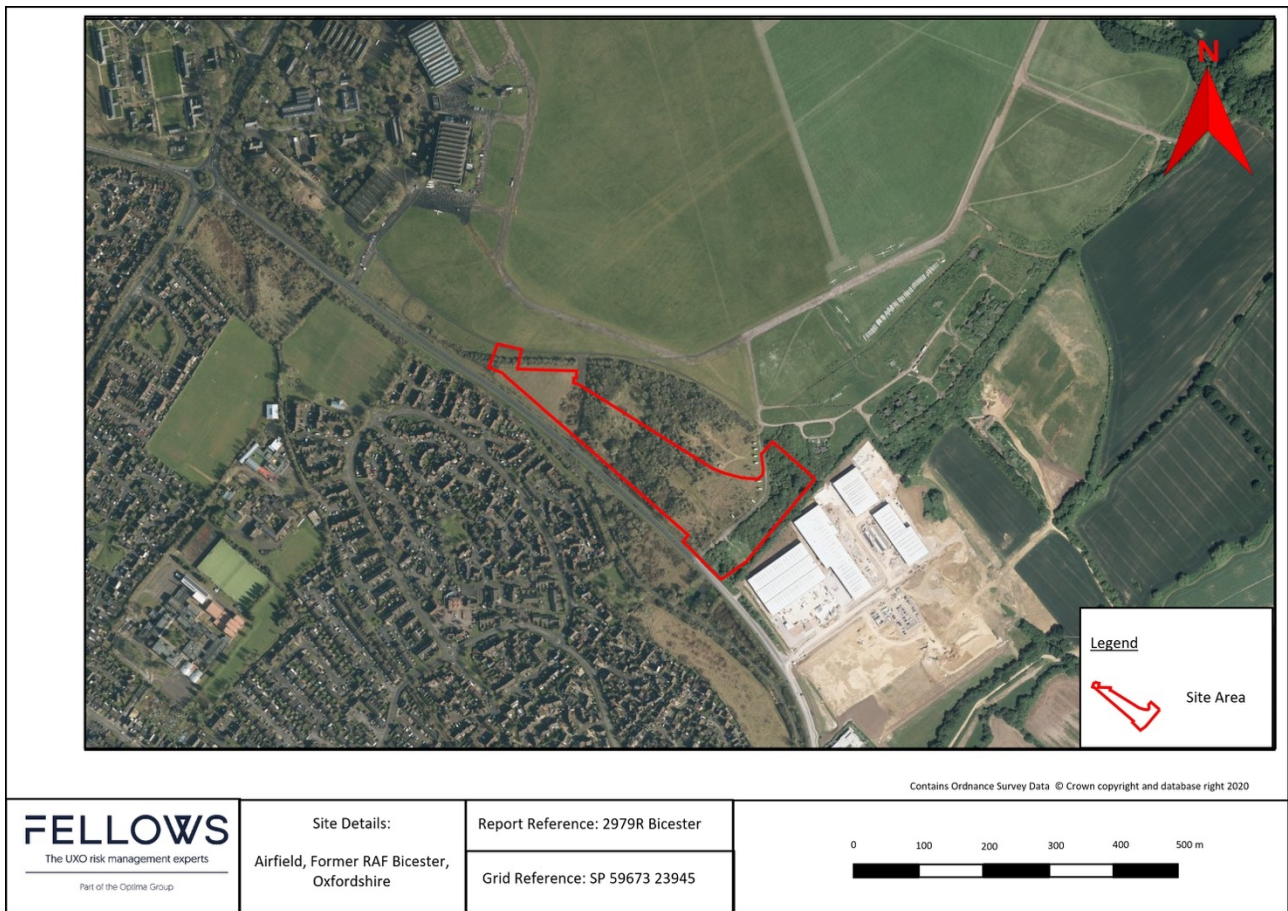 N
Legend
Site Area
Contains Ordnance Survey Data © Crown copyright and database right 2020
FELLOWS
The UXO risk management experts
Part of the Optima Group
Site Details:
Airfield, Former RAF Bicester,
Oxfordshire
Report Reference: 2979R Bicester
Grid Reference: SP 59673 23945
0 100 200 300 400 500 m